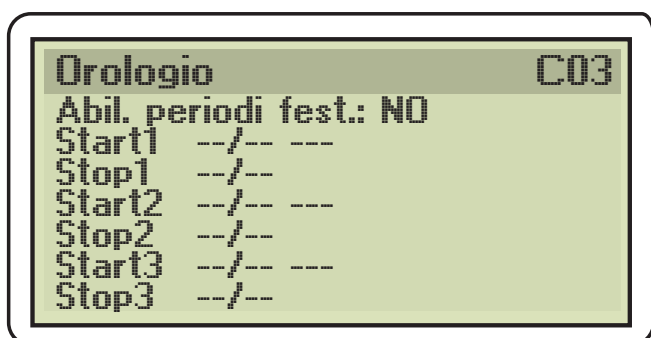 Orologio C03
Abil. periodi fest.: NO
Start1 --/-- ---
Stop1 --/--
Start2 --/-- ---
Stop2 --/--
Start3 --/-- ---
Stop3 --/--